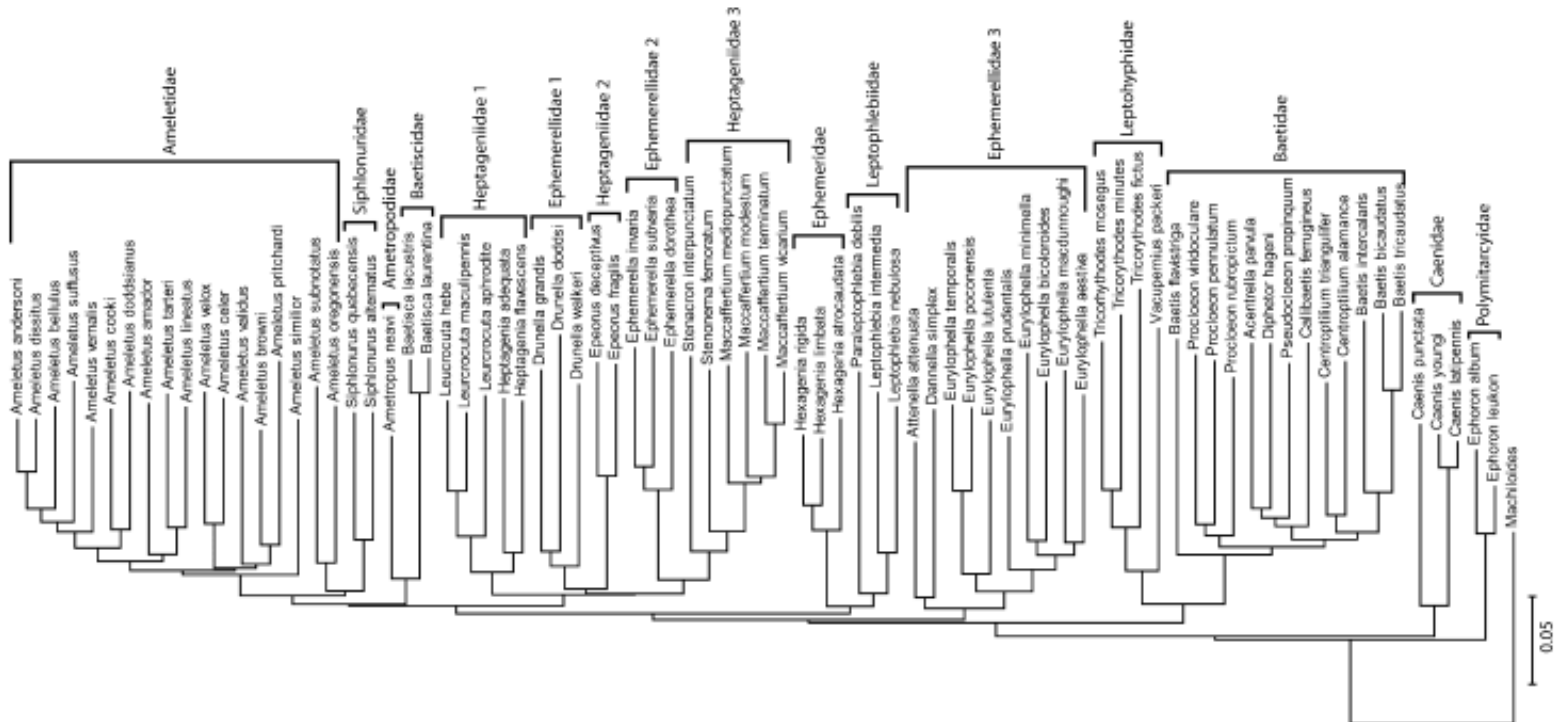 Ameletus andersoni
Ameletus dissitus
Ameletus bellulus
Ameletus suffusus
Ameletus vernalis
Ameletus cooki
Ameletus doddsianus
Ameletus amador
Ameletus tarteri
Ameletus lineatus
Ameletus velox
Ameletus celer
Ameletus validus
Ameletus browni
Ameletus pritchardi
Ameletus similior
Ameletus subnotatus
Ameletus oregonensis
Ameletidae
Siphlonurus quebecensis
Siphlonurus alternatus
Siphlonuridae
Ametropus neavi
Ametropodidae
Baetisca lacustris
Baetisca laurentina
Baetiscidae
Leucrocuta hebe
Leurcrocuta maculipennis
Leurcrocuta aphrodite
Heptagenia adequata
Heptagenia flavescens
Heptageniidae 1
Drunella grandis
Drunella doddsi
Drunella walkeri
Ephemerellidae 1
Epeorus deceptivus
Epeorus fragilis
Heptageniidae 2
Ephemerella invaria
Ephemerella subvaria
Ephemerella dorothea
Ephemerellidae 2
Stenacron interpunctatum
Stenonema femoratum
Maccaffertium mediopunctatum
Maccaffertium modestum
Maccaffertium terminatum
Maccaffertium vicarium
Heptageniidae 3
Hexagenia rigida
Hexagenia limbata
Hexagenia atrocaudata
Ephemeridae
Paraleptophlebia debilis
Leptophlebia intermedia
Leptophlebia nebulosa
Leptophlebiidae
Attenella attenuata
Dannella simplex
Eurylophella temporalis
Eurylophella poconoensis
Eurylophella lutulenta
Eurylophella prudentalis
Eurylophella minimella
Eurylophella bicoloroides
Eurylophella macdunnoughi
Eurylophella aestiva
Ephemerellidae 3
Tricorhythodes mosegus
Tricorythodes minutes
Tricorythodes fictus
Vacupernius packeri
Leptohyphidae
Baetis flavistriga
Procloeon viridoculare
Procloeon pennulatum
Procloeon rubropictum
Acentrella parvula
Diphetor hageni
Pseudocloeon propinquum
Callibaetis ferrugineus
Centroptilum triangulifer
Centroptilium alamance
Baetis intercalaris
Baetis bicaudatus
Baetis tricaudatus
Baetidae
Caenis punctata
Caenis youngi
Caenis latipennis
Caenidae
Ephoron album
Ephoron leukon
Polymitarcyidae
Machiloides
0.05